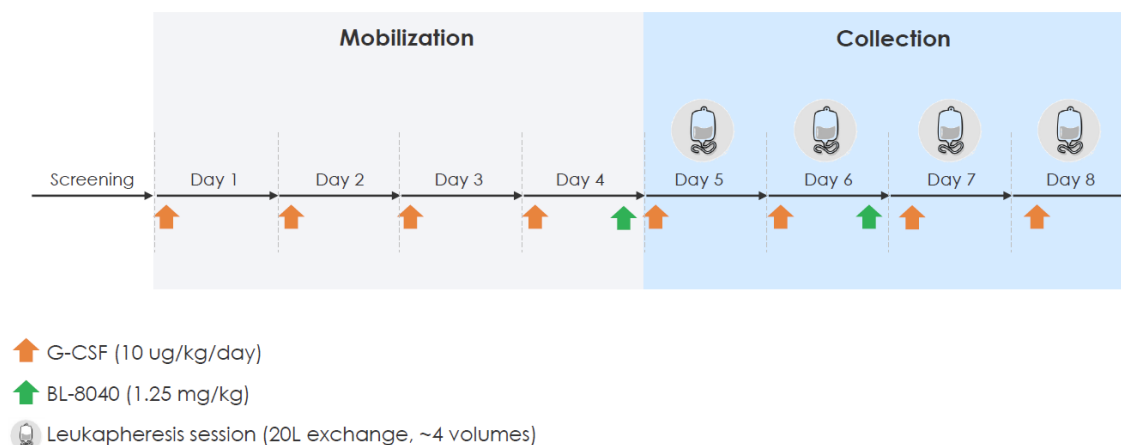 Mobilization
Collection
Screening
Day 1
Day 2
Day 3
Day 4
Day 5
Day 6
Day 7
Day 8
G-CSF (10 ug/kg/day)
BL-8040 (1.25 mg/kg)
Leukapheresis session (20L exchange, ~4 volumes)